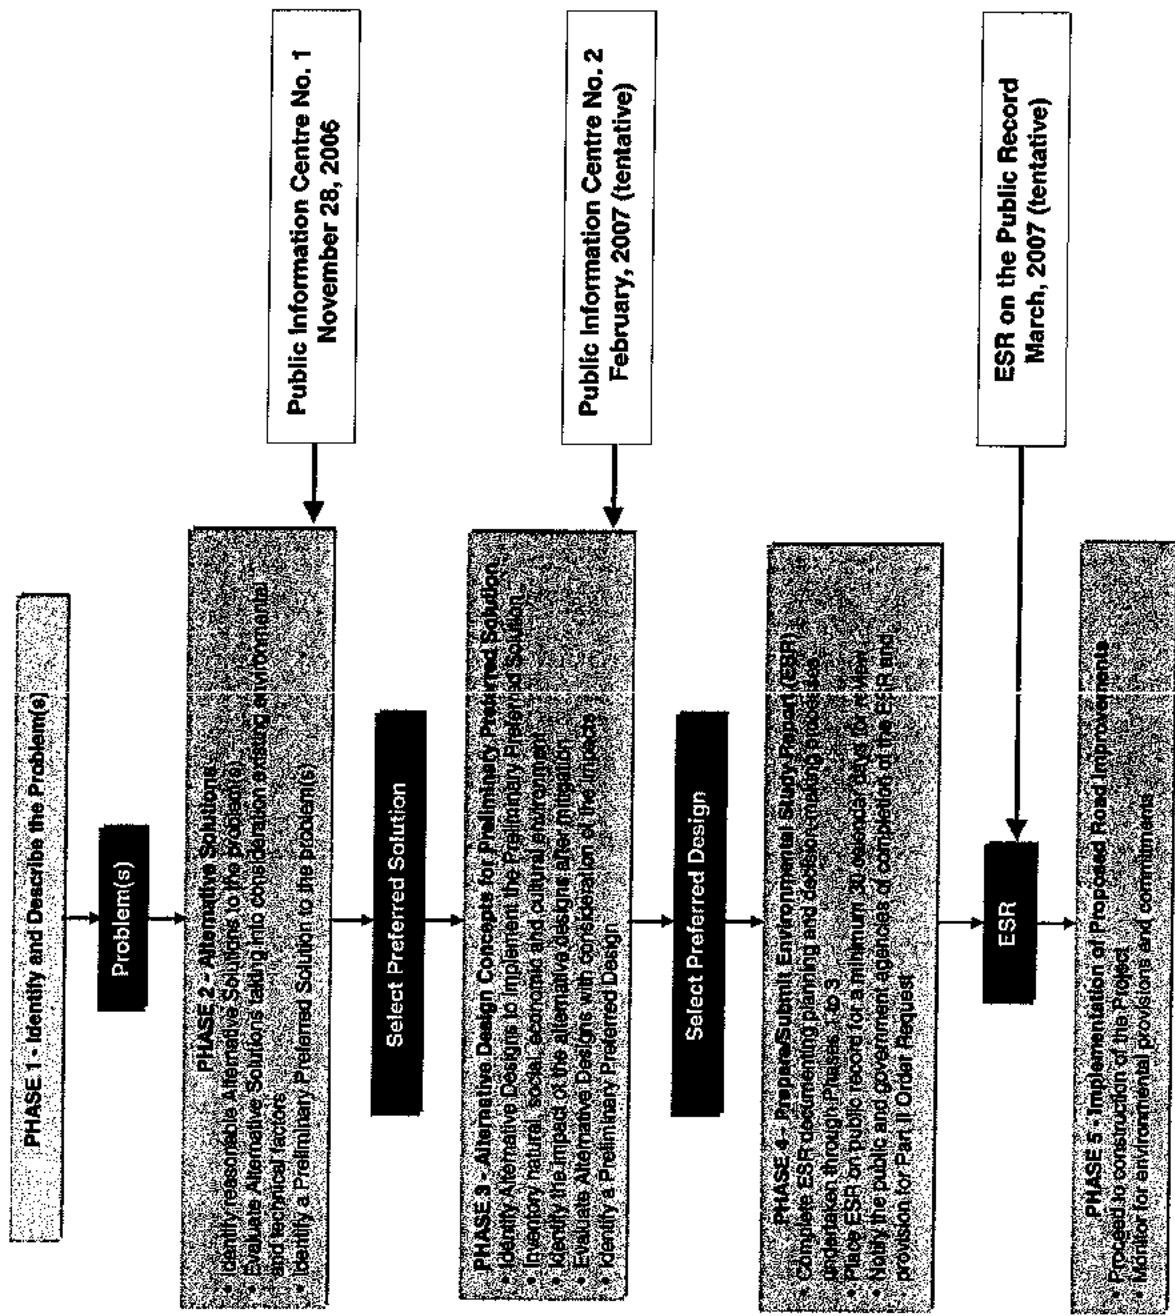 PHASE 1 - Identify and Describe the Problem(s)
Problem(s)
PHASE 2 - Alternative Solutions
• Identify reasonable Alternative Solutions to the problem(s)
• Evaluate Alternative Solutions taking into consideration existing environmental
and technical factors
• Identify a Preliminary Preferred Solution to the problem(s)
Public Information Centre No. 1
November 28, 2006
Select Preferred Solution
PHASE 3 - Alternative Design Concepts for Preliminary Preferred Solution
• Identify Alternative Designs to Implement the Preliminary Preferred Solution
• Inventory natural, social, economic and cultural environment
• Identify the impact of the alternative designs after mitigation
• Evaluate Alternative Designs with consideration of the impacts
• Identify a Preliminary Preferred Design
Public Information Centre No. 2
February, 2007 (tentative)
Select Preferred Design
PHASE 4 - Prepare/Submit Environmental Study Report (ESR)
• Complete ESR documenting planning and decision-making processes
undertaken through Phases 1 to 3
• Place ESR on public record for a minimum 30 calendar days for review
• Notify the public and government agencies of completion of the ESR and
provision for Part II Order Request
ESR on the Public Record
March, 2007 (tentative)
ESR
PHASE 5 - Implementation of Proposed Road Improvements
• Proceed to construction of the Project
• Monitor for environmental provisions and commitments